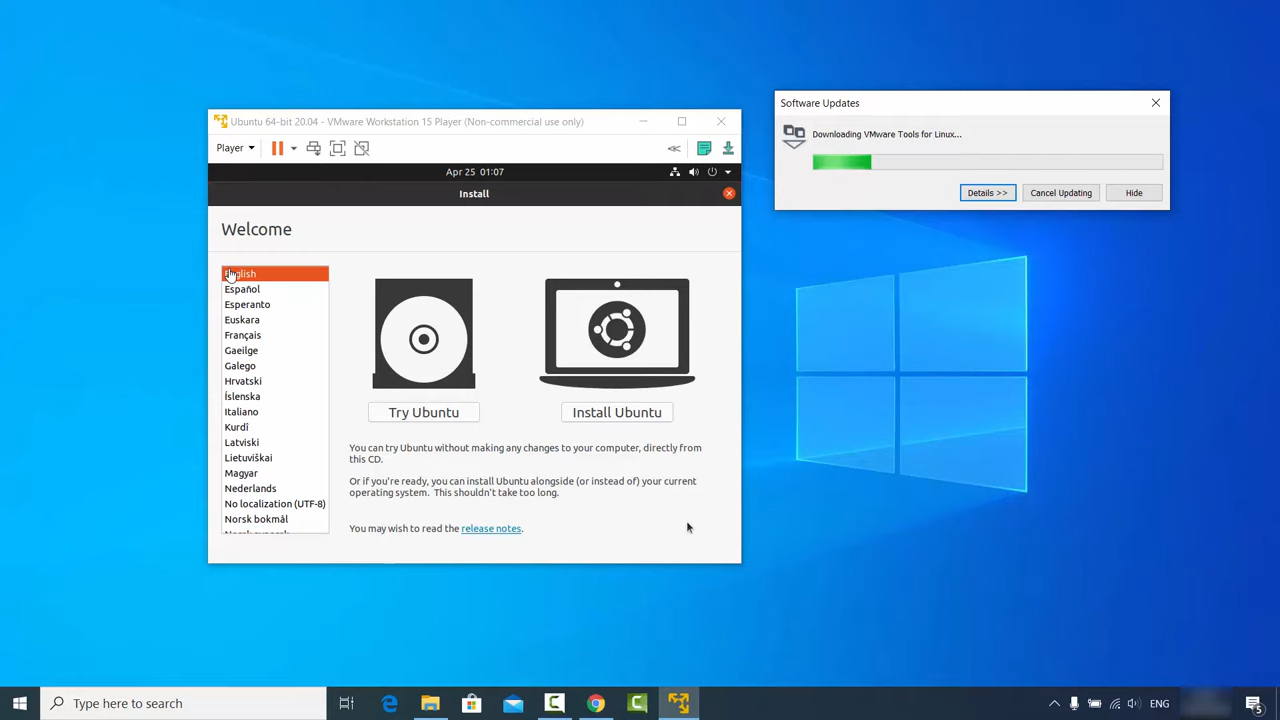 Ubuntu 64-bit 20.04 - VMware Workstation 15 Player (Non-commercial use only)
Player
Apr 25 01:07
Install
Welcome
English
Español
Esperanto
Euskara
Français
Gaeilge
Galego
Hrvatski
Íslenska
Italiano
Kurdî
Latviski
Lietuviškai
Magyar
Nederlands
No localization (UTF-8)
Norsk bokmål
Try Ubuntu
Install Ubuntu
You can try Ubuntu without making any changes to your computer, directly from
this CD.
Or if you're ready, you can install Ubuntu alongside (or instead of) your current
operating system. This shouldn't take too long.
You may wish to read the release notes.
Software Updates
Downloading VMware Tools for Linux...
Details >>
Cancel Updating
Hide
Type here to search
ENG
5